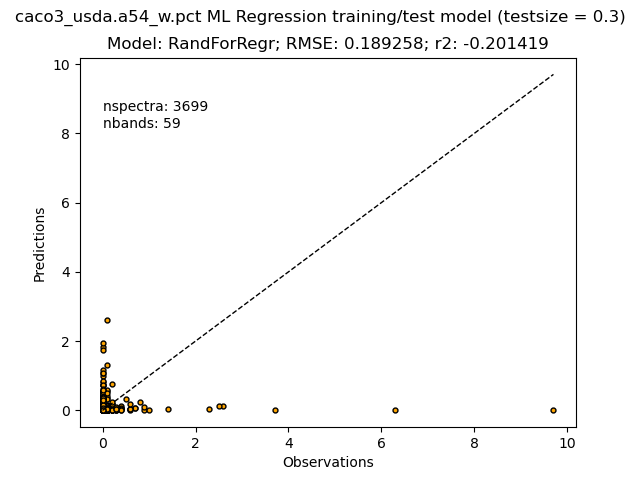 caco3_usda.a54_w.pct ML Regression training/test model (testsize = 0.3)
Model: RandForRegr; RMSE: 0.189258; r2: -0.201419
nspectra: 3699
nbands: 59
10
8
6
4
2
0
Predictions
0 2 4 6 8 10
Observations